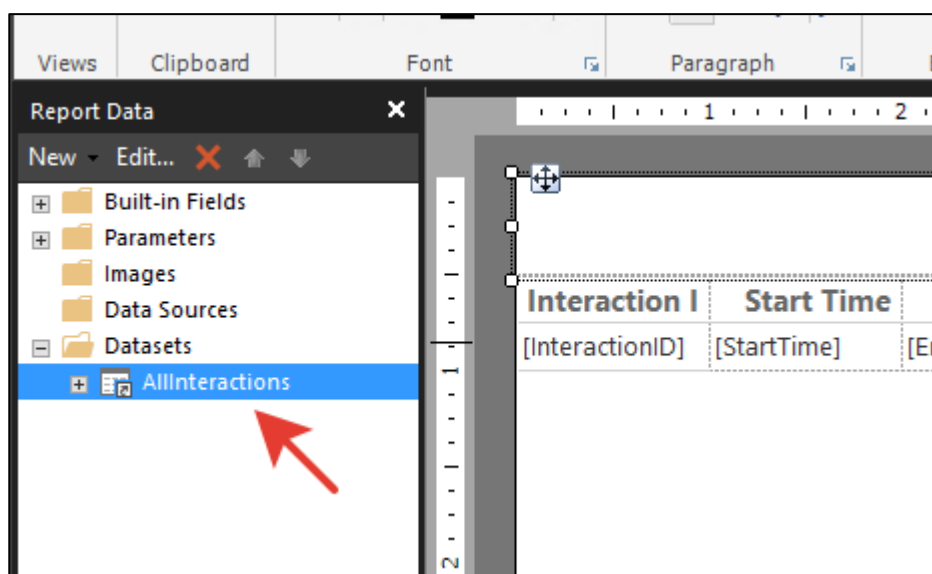 Views Clipboard Font Paragraph
Report Data
New Edit...
Built-in Fields
Parameters
Images
Data Sources
Datasets
AllInteractions
1 2
Interaction I Start Time
[InteractionID] [StartTime] [E
1
2